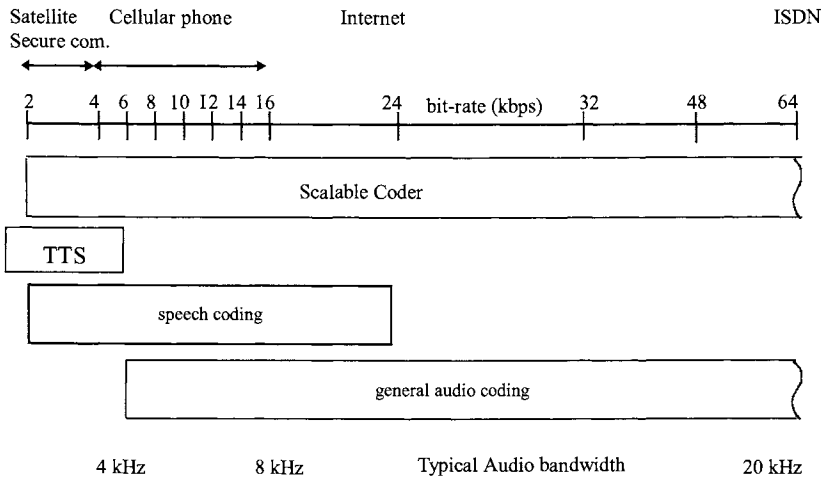 Satellite Cellular phone Internet ISDN
Secure com.
2 4 6 8 10 12 14 16 24 bit-rate (kbps) 32 48 64
Scalable Coder
TTS
speech coding
general audio coding
4 kHz 8 kHz Typical Audio bandwidth 20 kHz